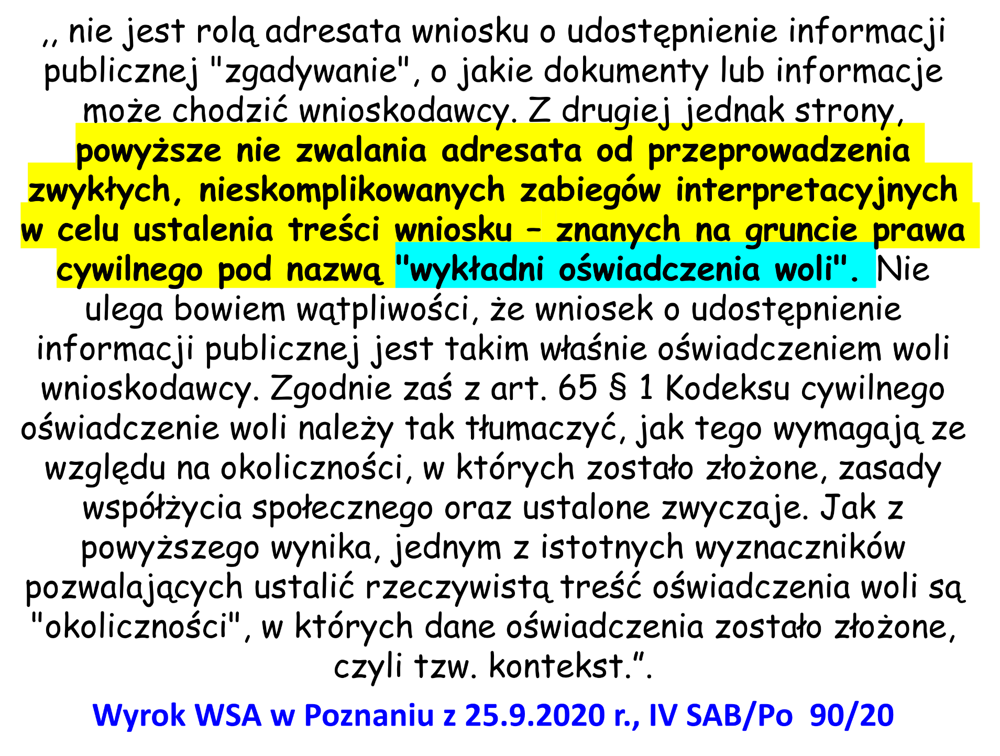 ,, nie jest rolą adresata wniosku o udostępnienie informacji
publicznej "zgadywanie", o jakie dokumenty lub informacje
może chodzić wnioskodawcy. Z drugiej jednak strony,
powyższe nie zwalania adresata od przeprowadzenia
zwykłych, nieskomplikowanych zabiegów interpretacyjnych
w celu ustalenia treści wniosku – znanych na gruncie prawa
cywilnego pod nazwą "wykładni oświadczenia woli". Nie
ulega bowiem wątpliwości, że wniosek o udostępnienie
informacji publicznej jest takim właśnie oświadczeniem woli
wnioskodawcy. Zgodnie zaś z art. 65 § 1 Kodeksu cywilnego
oświadczenie woli należy tak tłumaczyć, jak tego wymagają ze
względu na okoliczności, w których zostało złożone, zasady
współżycia społecznego oraz ustalone zwyczaje. Jak z
powyższego wynika, jednym z istotnych wyznaczników
pozwalających ustalić rzeczywistą treść oświadczenia woli są
"okoliczności", w których dane oświadczenia zostało złożone,
czyli tzw. kontekst.”.
Wyrok WSA w Poznaniu z 25.9.2020 r., IV SAB/Po 90/20